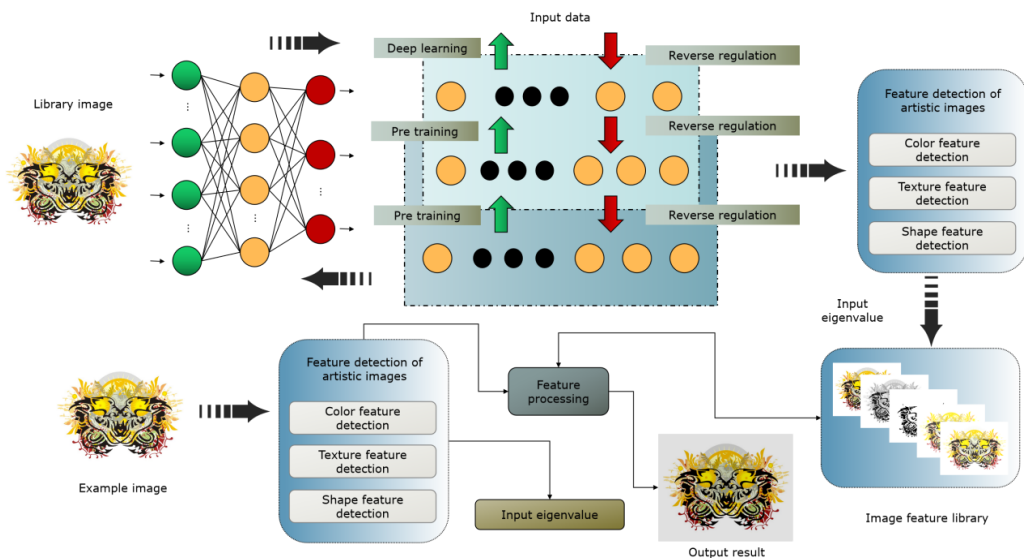 Input data
Deep learning
Reverse regulation
Library image
Pre training
Reverse regulation
Pre training
Reverse regulation
Feature detection of
artistic images
Color feature
detection
Texture feature
detection
Shape feature
detection
Input
eigenvalue
Example image
Feature detection of
artistic images
Color feature
detection
Texture feature
detection
Shape feature
detection
Feature
processing
Input eigenvalue
Output result
Image feature library